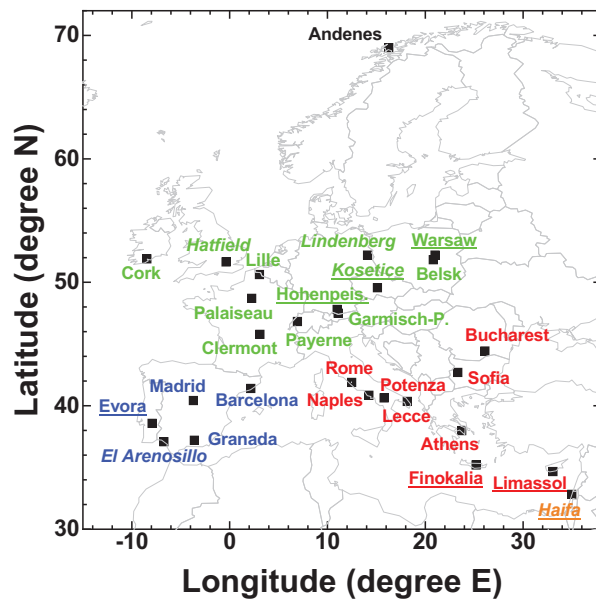 Andenes
70
60
50
40
30
Latitude (degree N)
Hatfield
Lindenberg
Warsaw
Cork
Lille
Kosetice
Belsk
Hohenpeis.
Palaiseau
Garmisch-P.
Clermont
Payerne
Bucharest
Rome
Madrid
Potenza
Sofia
Evora
Barcelona
Naples
Lecce
El Arenosillo
Granada
Athens
Finokalia
Limassol
Haifa
-10 0 10 20 30
Longitude (degree E)